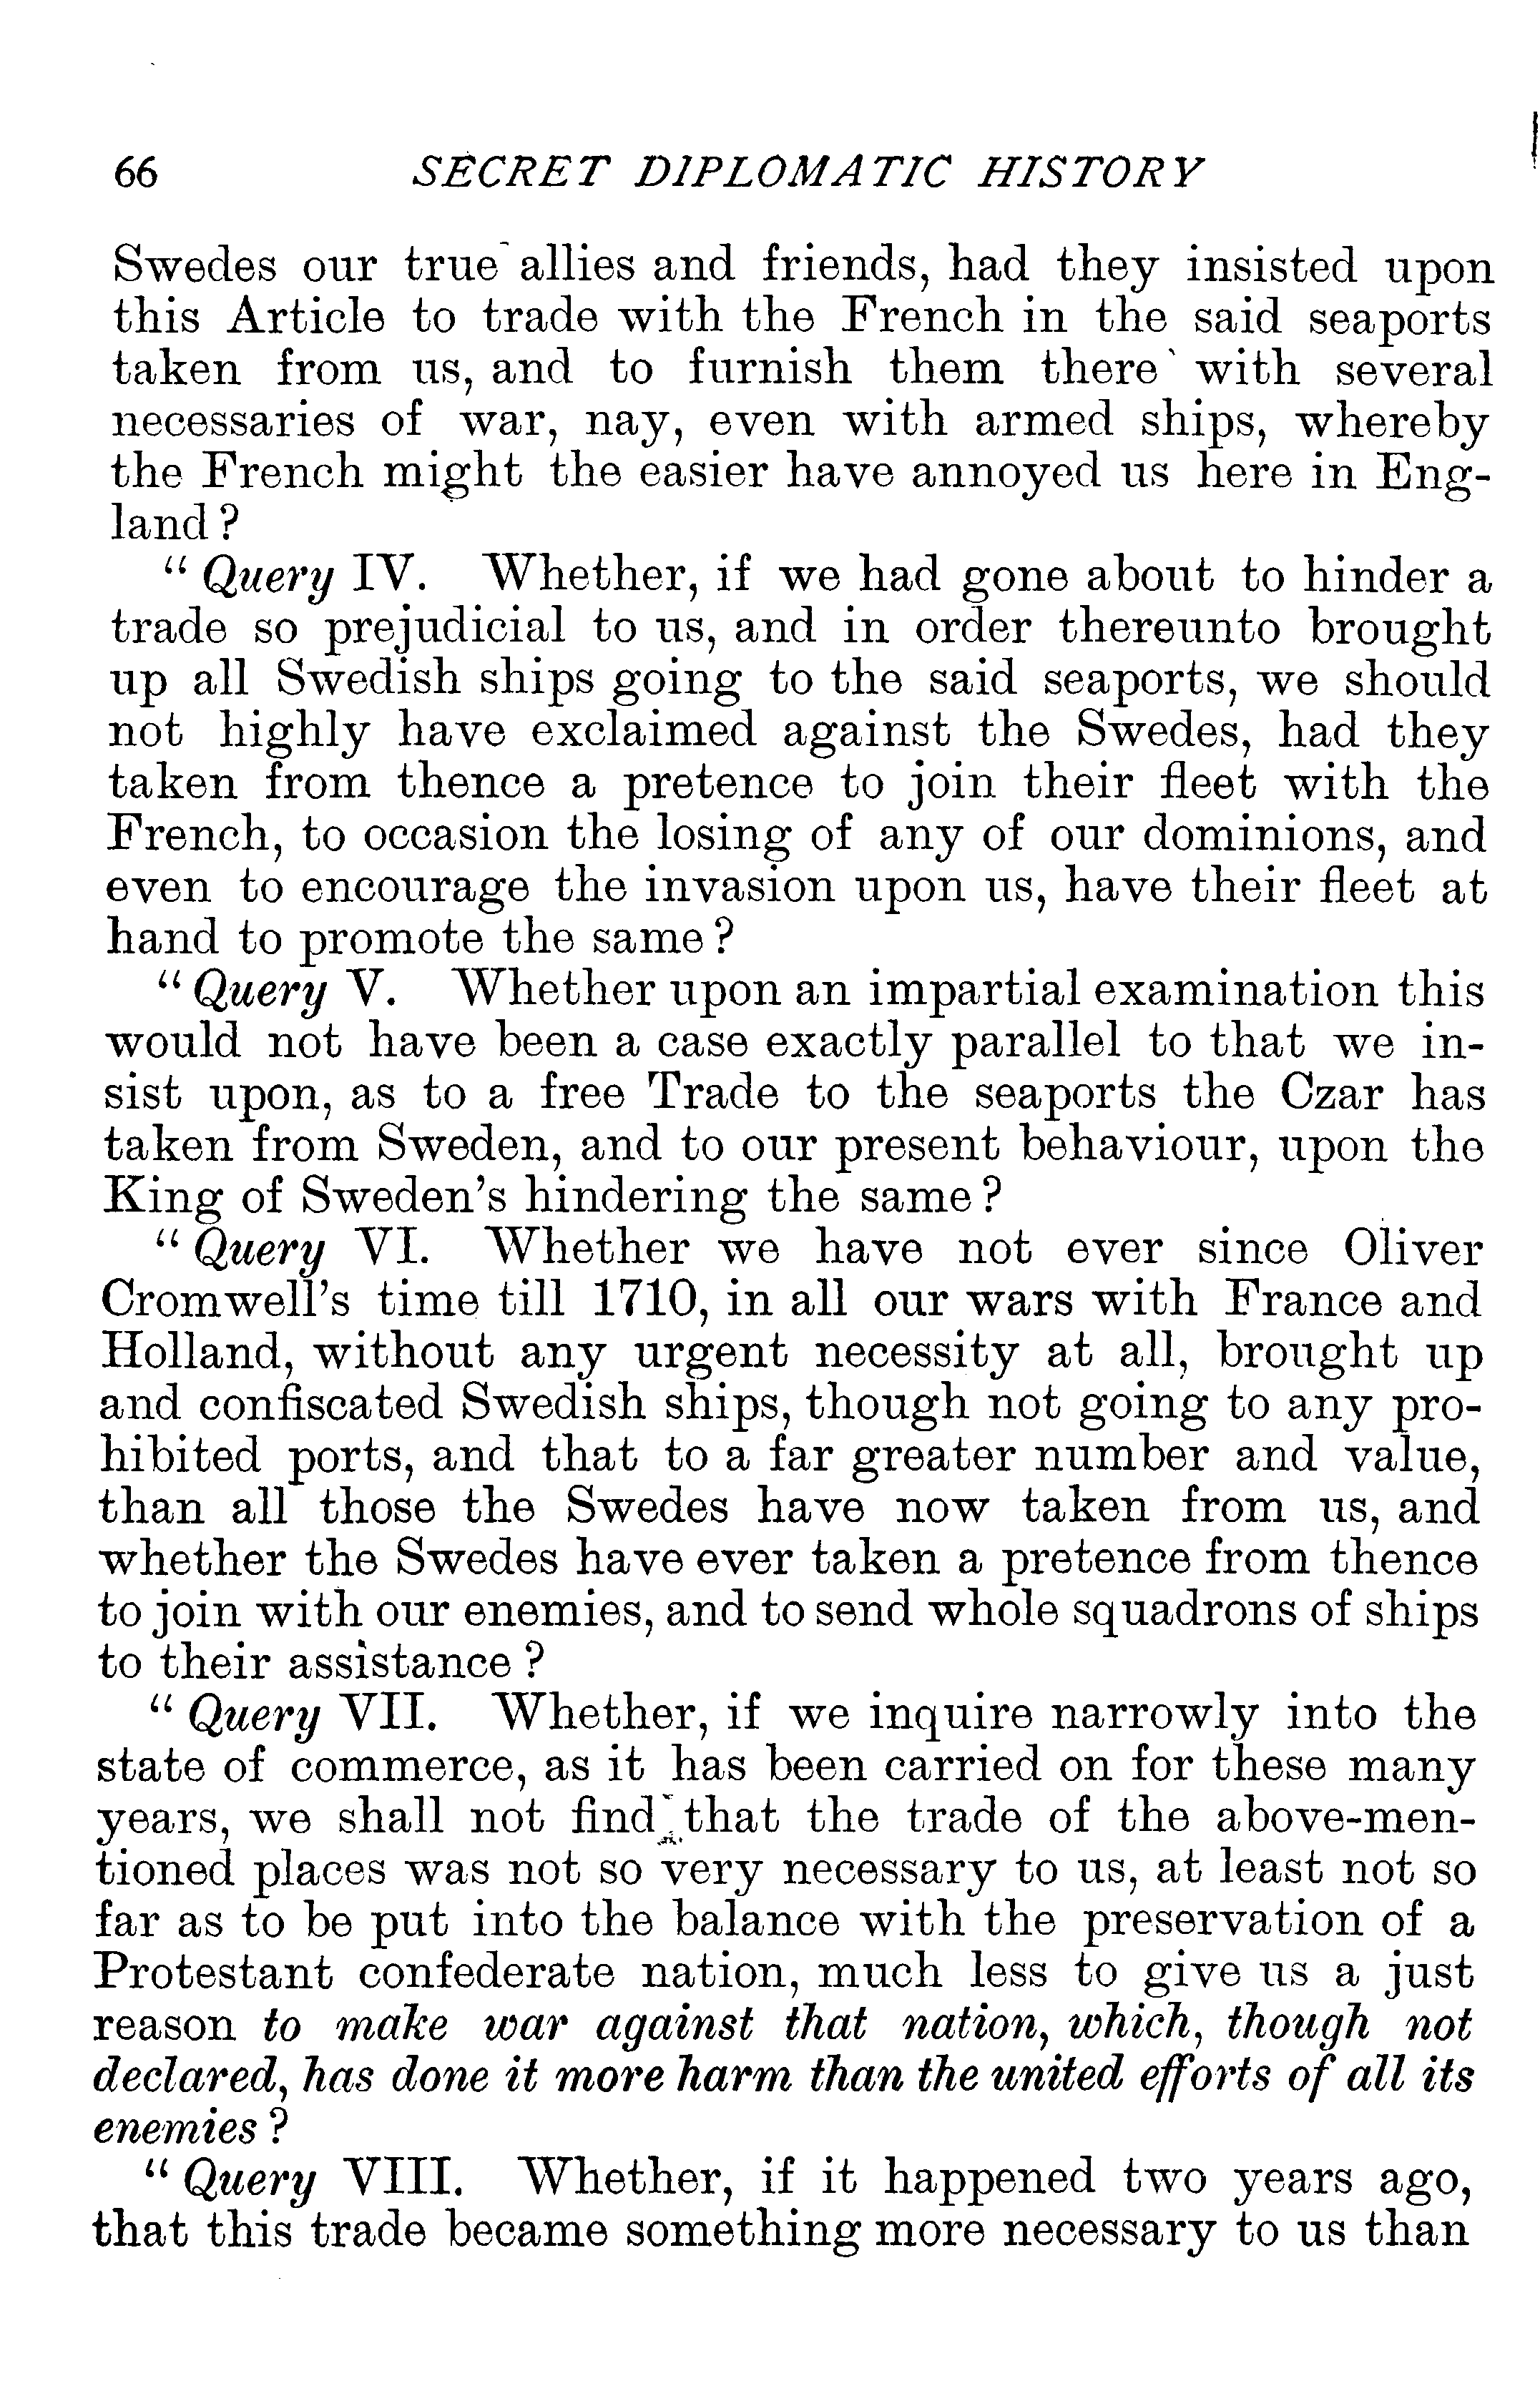 66 SECRET DIPLOMATIC HISTORY
Swedes our true allies and friends, had they insisted upon
this Article to trade with the French in the said seaports
taken from us, and to furnish them there with several
necessaries of war, nay, even with armed ships, whereby
the French might the easier have annoyed us here in Eng-
land?
“ Query IV. Whether, if we had gone about to hinder a
trade so prejudicial to us, and in order thereunto brought
up all Swedish ships going to the said seaports, we should
not highly have exclaimed against the Swedes, had they
taken from thence a pretence to join their fleet with the
French, to occasion the losing of any of our dominions, and
even to encourage the invasion upon us, have their fleet at
hand to promote the same?
“ Query V. Whether upon an impartial examination this
would not have been a case exactly parallel to that we in-
sist upon, as to a free Trade to the seaports the Czar has
taken from Sweden, and to our present behaviour, upon the
King of Sweden's hindering the same?
“ Query VI. Whether we have not ever since Oliver
Cromwell's time till 1710, in all our wars with France and
Holland, without any urgent necessity at all, brought up
and confiscated Swedish ships, though not going to any pro-
hibited ports, and that to a far greater number and value,
than all those the Swedes have now taken from us, and
whether the Swedes have ever taken a pretence from thence
to join with our enemies, and to send whole squadrons of ships
to their assistance?
“ Query VII. Whether, if we inquire narrowly into the
state of commerce, as it has been carried on for these many
years, we shall not find that the trade of the above-men-
tioned places was not so very necessary to us, at least not so
far as to be put into the balance with the preservation of a
Protestant confederate nation, much less to give us a just
reason to make war against that nation, which, though not
declared, has done it more harm than the united efforts of all its
enemies?
“ Query VIII. Whether, if it happened two years ago,
that this trade became something more necessary to us than